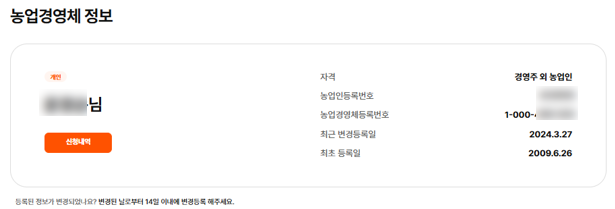 농업경영체 정보
개인
님
신청내역
자격 경영주 외 농업인
농업인등록번호
농업경영체등록번호 1-000-
최근 변경등록일 2024.3.27
최초 등록일 2009.6.26
등록된 정보가 변경되었나요? 변경된 날로부터 14일 이내에 변경등록 해주세요.